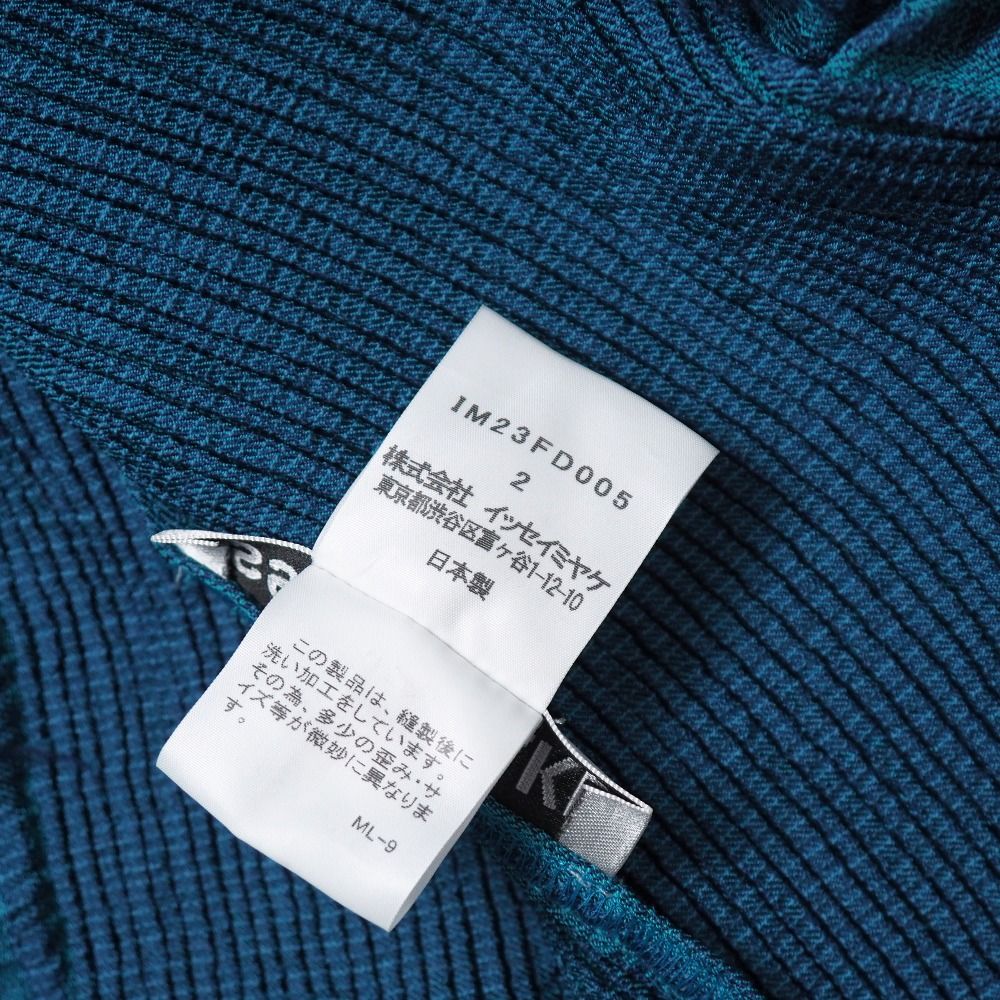 IM23FD005
2
株式会社 イッセイミヤケ
東京都渋谷区富ヶ谷1-12-10
日本製
この製品は、縫製後に
洗い加工をしています。
その為、多少の歪み・サ
イズ等が微妙に異なりま
す。
ML-9